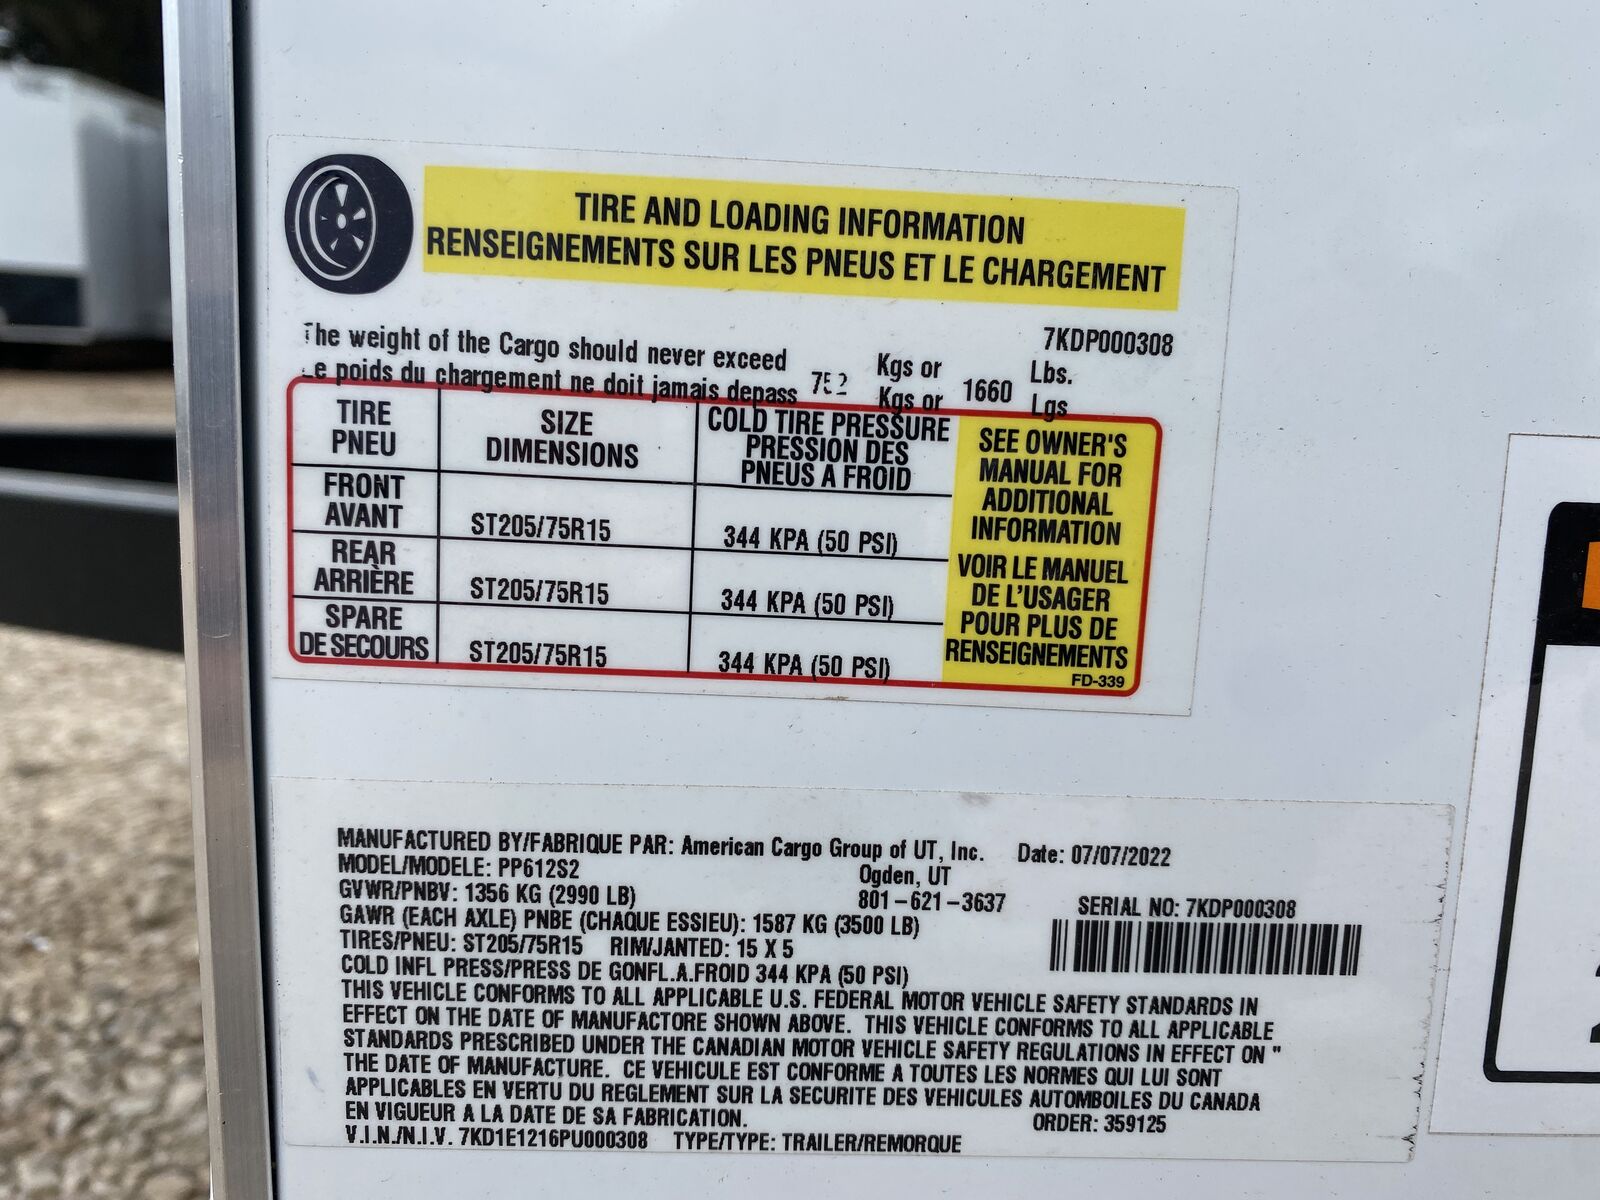 TIRE AND LOADING INFORMATION
RENSEIGNEMENTS SUR LES PNEUS ET LE CHARGEMENT
7KDP000308
The weight of the Cargo should never exceed Kgs or Lbs.
Le poids du chargement ne doit jamais depass Kgs or 1660 Lgs
TIRE
PNEU
SIZE
DIMENSIONS
COLD TIRE PRESSURE
PRESSION DES
PNEUS A FROID
FRONT
AVANT
ST205/75R15
344 KPA (50 PSI)
REAR
ARRIÈRE
ST205/75R15
344 KPA (50 PSI)
SPARE
DE SECOURS
ST205/75R15
344 KPA (50 PSI)
SEE OWNER'S
MANUAL FOR
ADDITIONAL
INFORMATION
VOIR LE MANUEL
DE L'USAGER
POUR PLUS DE
RENSEIGNEMENTS
FD-339
MANUFACTURED BY/FABRIQUE PAR: American Cargo Group of UT, Inc. Date: 07/07/2022
MODEL/MODELE: PP612S2 Ogden, UT
GVWR/PNBV: 1356 KG (2990 LB) 801-621-3637
SERIAL NO: 7KDP000308
GAWR (EACH AXLE) PNBE (CHAQUE ESSIEU): 1587 KG (3500 LB)
TIRES/PNEU: ST205/75R15 RIM/JANTED: 15 X 5
COLD INFL PRESS/PRESS DE GONFL.A.FROID 344 KPA (50 PSI)
THIS VEHICLE CONFORMS TO ALL APPLICABLE U.S. FEDERAL MOTOR VEHICLE SAFETY STANDARDS IN
EFFECT ON THE DATE OF MANUFACTORE SHOWN ABOVE. THIS VEHICLE CONFORMS TO ALL APPLICABLE
STANDARDS PRESCRIBED UNDER THE CANADIAN MOTOR VEHICLE SAFETY REGULATIONS IN EFFECT ON "
THE DATE OF MANUFACTURE. CE VEHICULE EST CONFORME A TOUTES LES NORMES QUI LUI SONT
APPLICABLES EN VERTU DU REGLEMENT SUR LA SECURITE DES VEHICULES AUTOMBOILES DU CANADA
EN VIGUEUR A LA DATE DE SA FABRICATION. ORDER: 359125
V.I.N./N.I.V. 7KD1E1216PU000308 TYPE/TYPE: TRAILER/REMORQUE